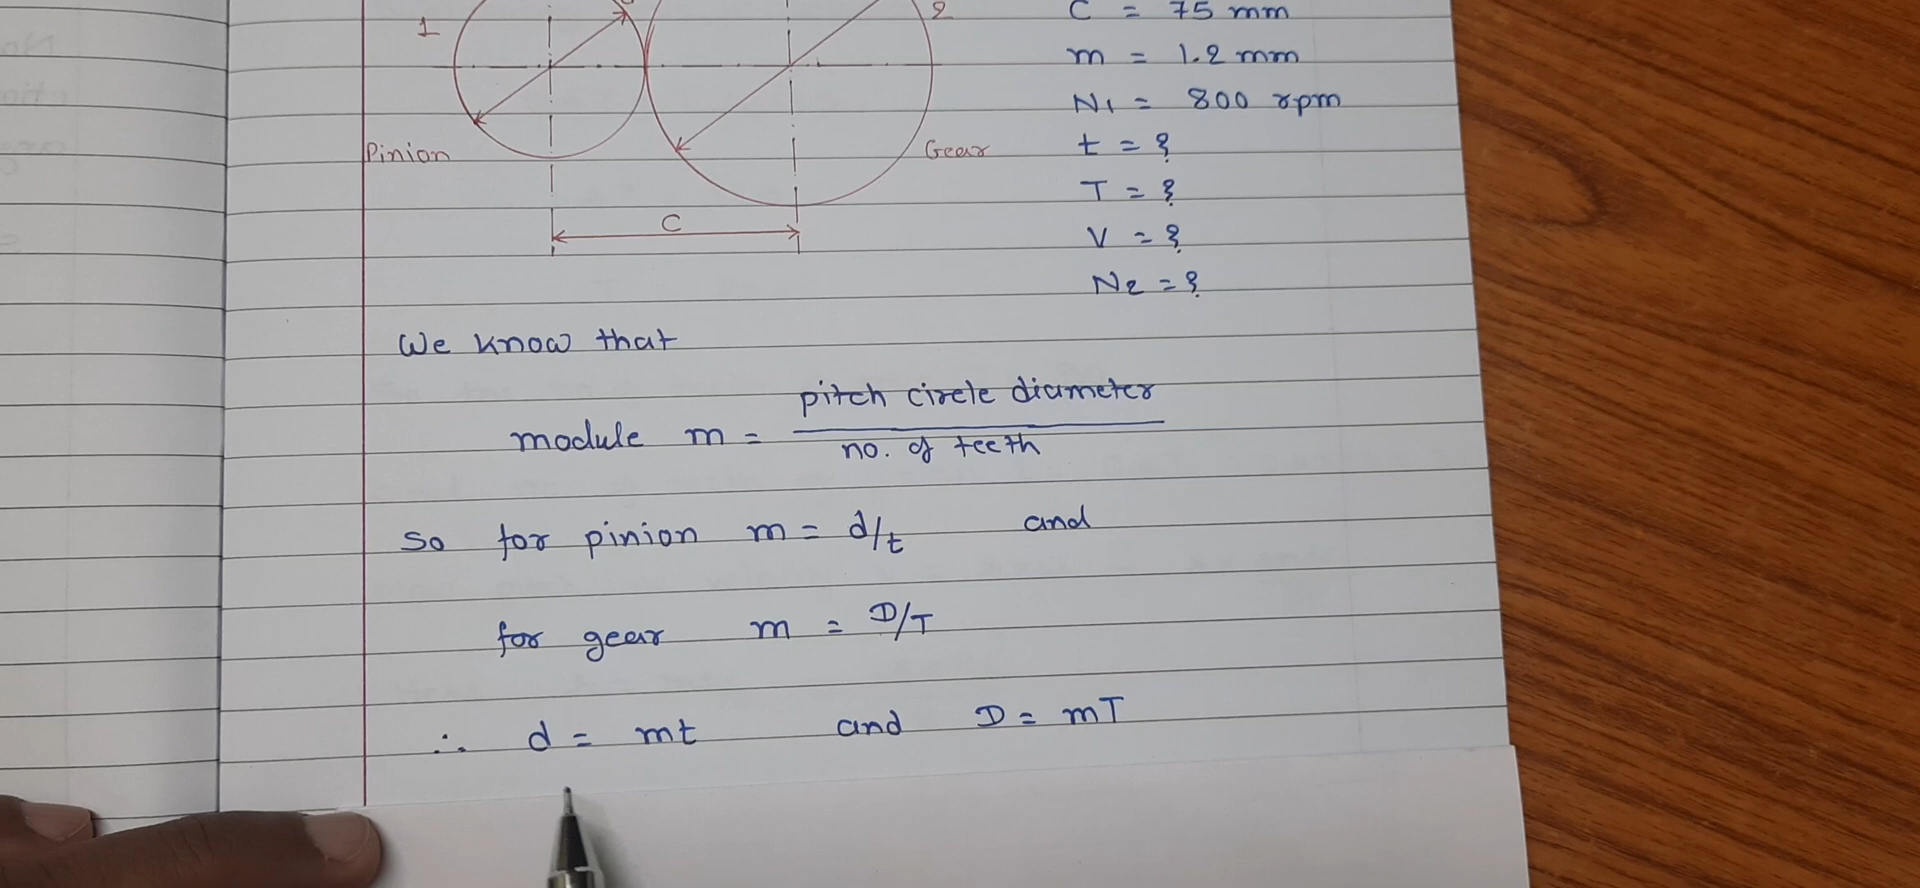 1
2
C = 75 mm
m = 1.2 mm
N1 = 800 rpm
Pinion
Gear
t = ?
T = ?
C
V = ?
N2 = ?
We know that
module m = pitch circle diameter
no. of teeth
So for pinion m = d/t and
for gear m = D/T
∴ d = mt and D = mT